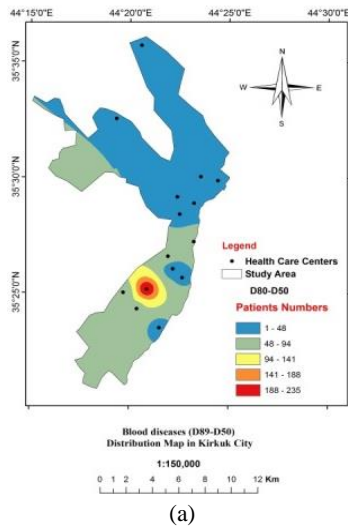 44°15'0"E 44°20'0"E 44°25'0"E 44°30'0"E
35°35'0"N
35°30'0"N
35°25'0"N
N
W E
S
Legend
Health Care Centers
Study Area
D80-D50
Patients Numbers
1 - 48
48 - 94
94 - 141
141 - 188
188 - 235
Blood diseases (D89-D50)
Distribution Map in Kirkuk City
1:150,000
0 1 2 4 6 8 10 12 Km
(a)